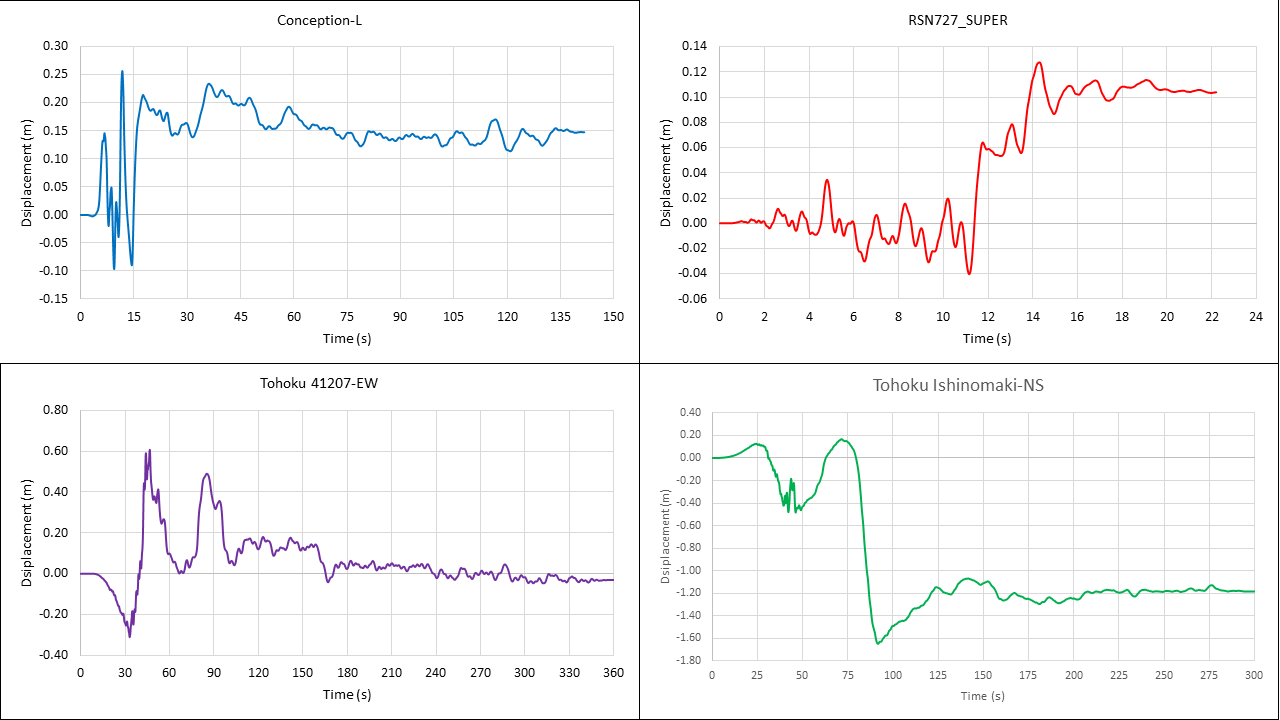 Conception-L
Dsiplacement (m)
0.30
0.25
0.20
0.15
0.10
0.05
0.00
-0.05
-0.10
-0.15
0 15 30 45 60 75 90 105 120 135 150
Time (s)
RSN727_SUPER
Dsiplacement (m)
0.14
0.12
0.10
0.08
0.06
0.04
0.02
0.00
-0.02
-0.04
-0.06
0 2 4 6 8 10 12 14 16 18 20 22 24
Time (s)
Tohoku 41207-EW
Dsiplacement (m)
0.80
0.60
0.40
0.20
0.00
-0.20
-0.40
0 30 60 90 120 150 180 210 240 270 300 330 360
Time (s)
Tohoku Ishinomaki-NS
Dsiplacement (m)
0.40
0.20
0.00
-0.20
-0.40
-0.60
-0.80
-1.00
-1.20
-1.40
-1.60
-1.80
0 25 50 75 100 125 150 175 200 225 250 275 300
Time (s)